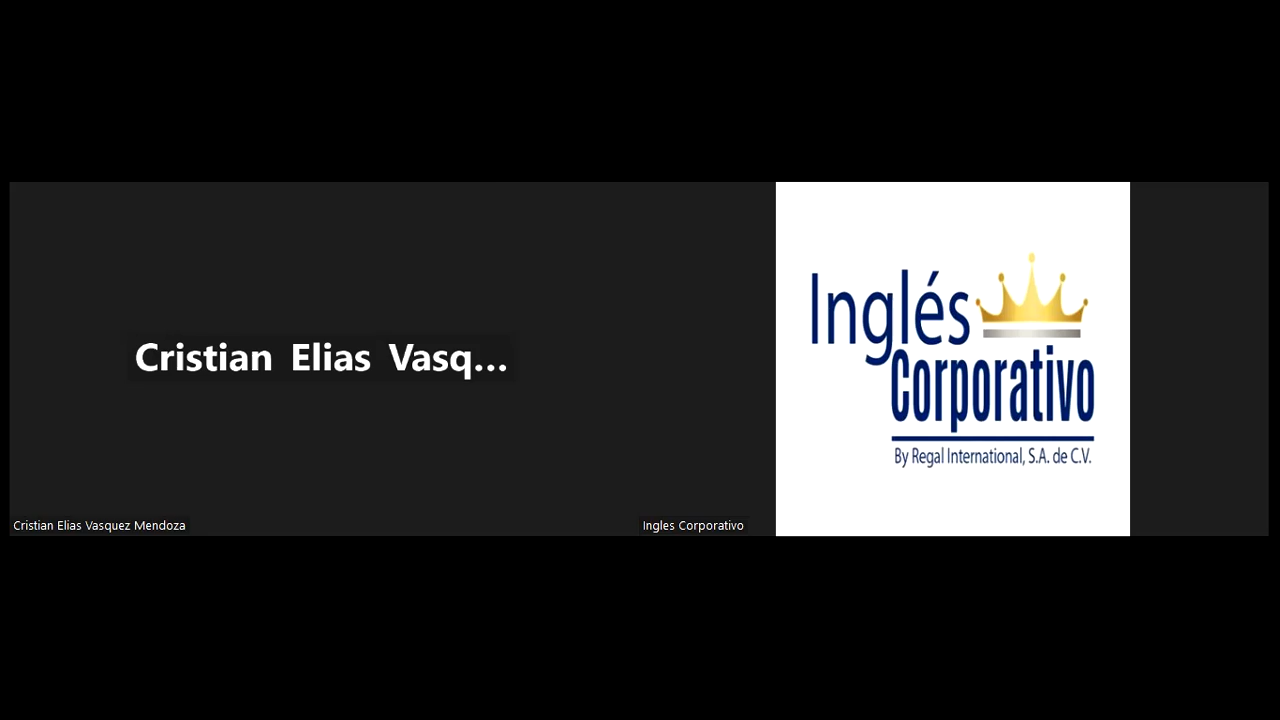 Cristian Elias Vasq...
Cristian Elias Vasquez Mendoza
Inglés
Corporativo
By Regal International, S.A. de C.V.
Ingles Corporativo